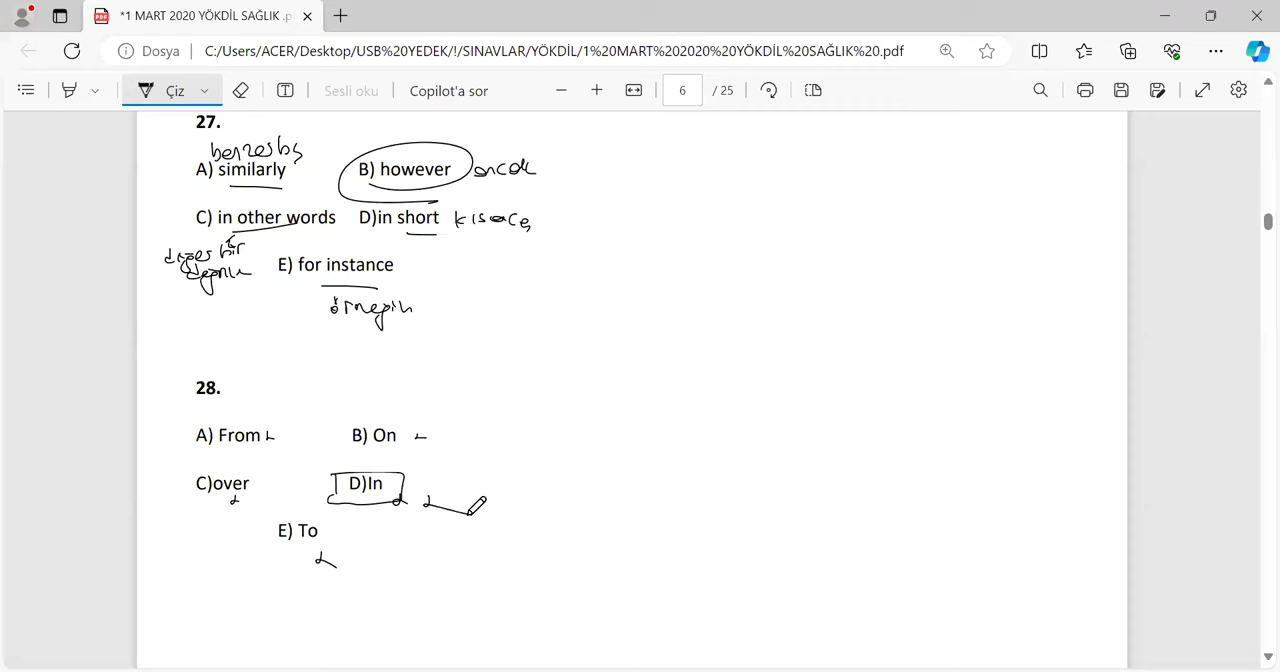 *1 MART 2020 YÖKDİL SAĞLIK .p
Dosya C:/Users/ACER/Desktop/USB%20YEDEK/!/SINAVLAR/YÖKDİL/1%20MART%202020%20YÖKDİL%20SAĞLIK%20.pdf
Çiz Sesli oku Copilot'a sor 6 / 25
27.
A) similarly B) however
C) in other words D)in short kısaca
E) for instance
örneğin
28.
A) From B) On
C)over D)In
E) To